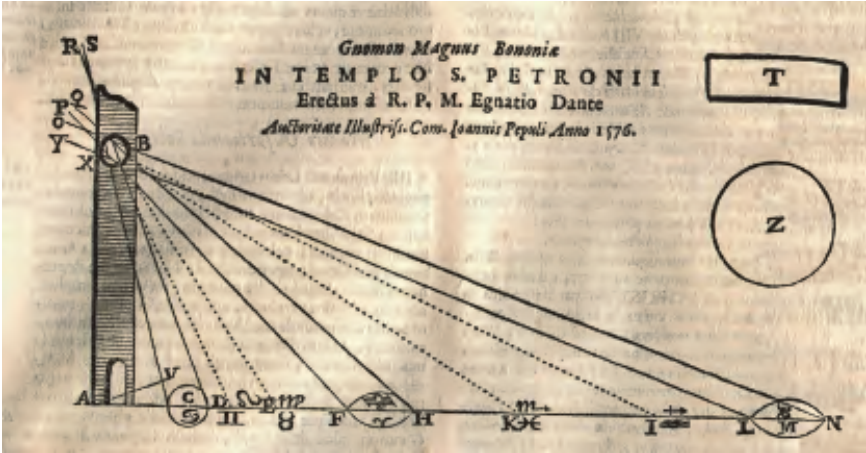 Gnomon Magnus Bononiæ
IN TEMPLO S. PETRONII
Erectus à R. P. M. Egnatio Dante
Auctoritate Illustriss. Com. Ioannis Pepuli Anno 1576.
R S
T
P
O
B
Y
X
Z
V
A
C
D
F
H
K
I
L
M
N